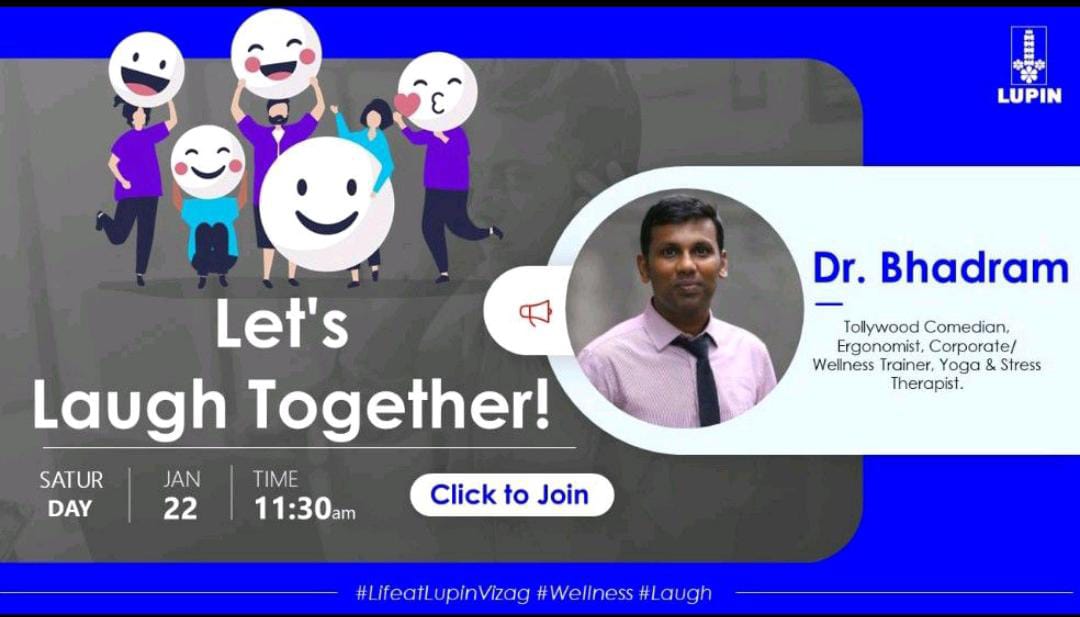 LUPIN
Let's
Laugh Together!
SATUR
DAY
JAN
22
TIME
11:30am
Click to Join
Dr. Bhadram
Tollywood Comedian,
Ergonomist, Corporate/
Wellness Trainer, Yoga & Stress
Therapist.
#LifeatLupinVizag #Wellness #Laugh